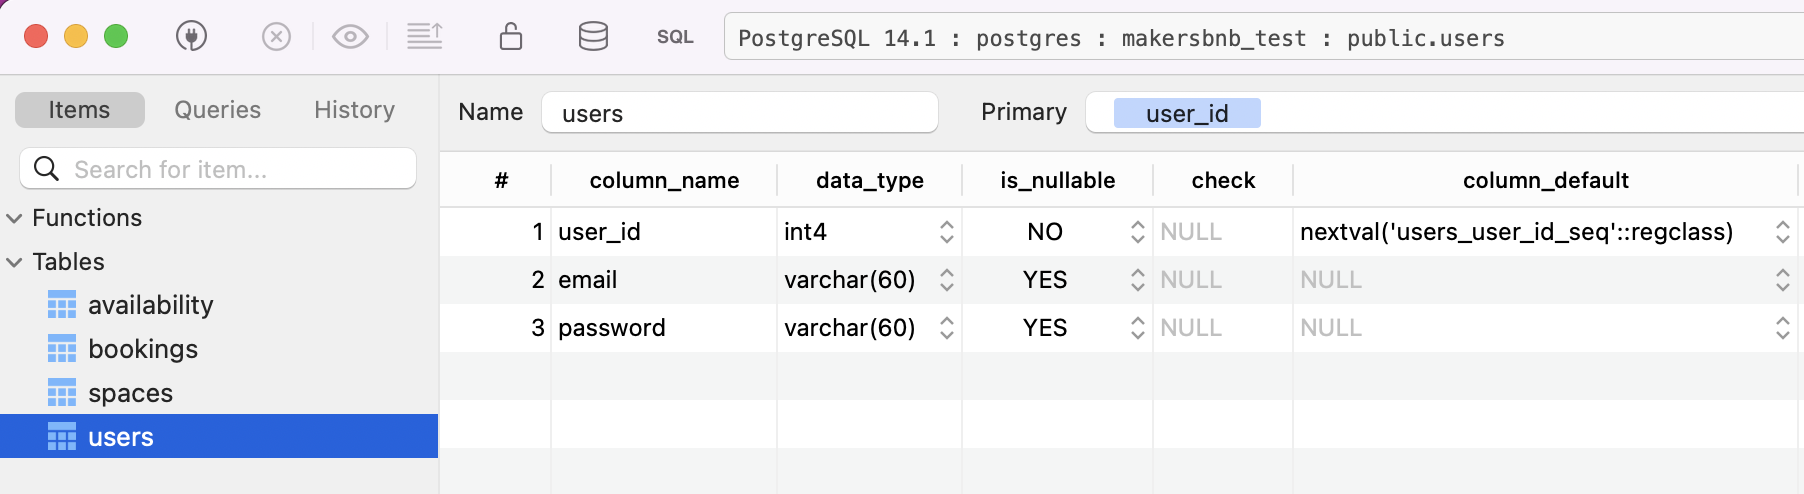 SQL PostgreSQL 14.1 : postgres : makersbnb_test : public.users
Items Queries History
Search for item...
Functions
Tables
availability
bookings
spaces
users
Name users Primary user_id
# column_name data_type is_nullable check column_default
1 user_id int4 NO NULL nextval('users_user_id_seq'::regclass)
2 email varchar(60) YES NULL NULL
3 password varchar(60) YES NULL NULL